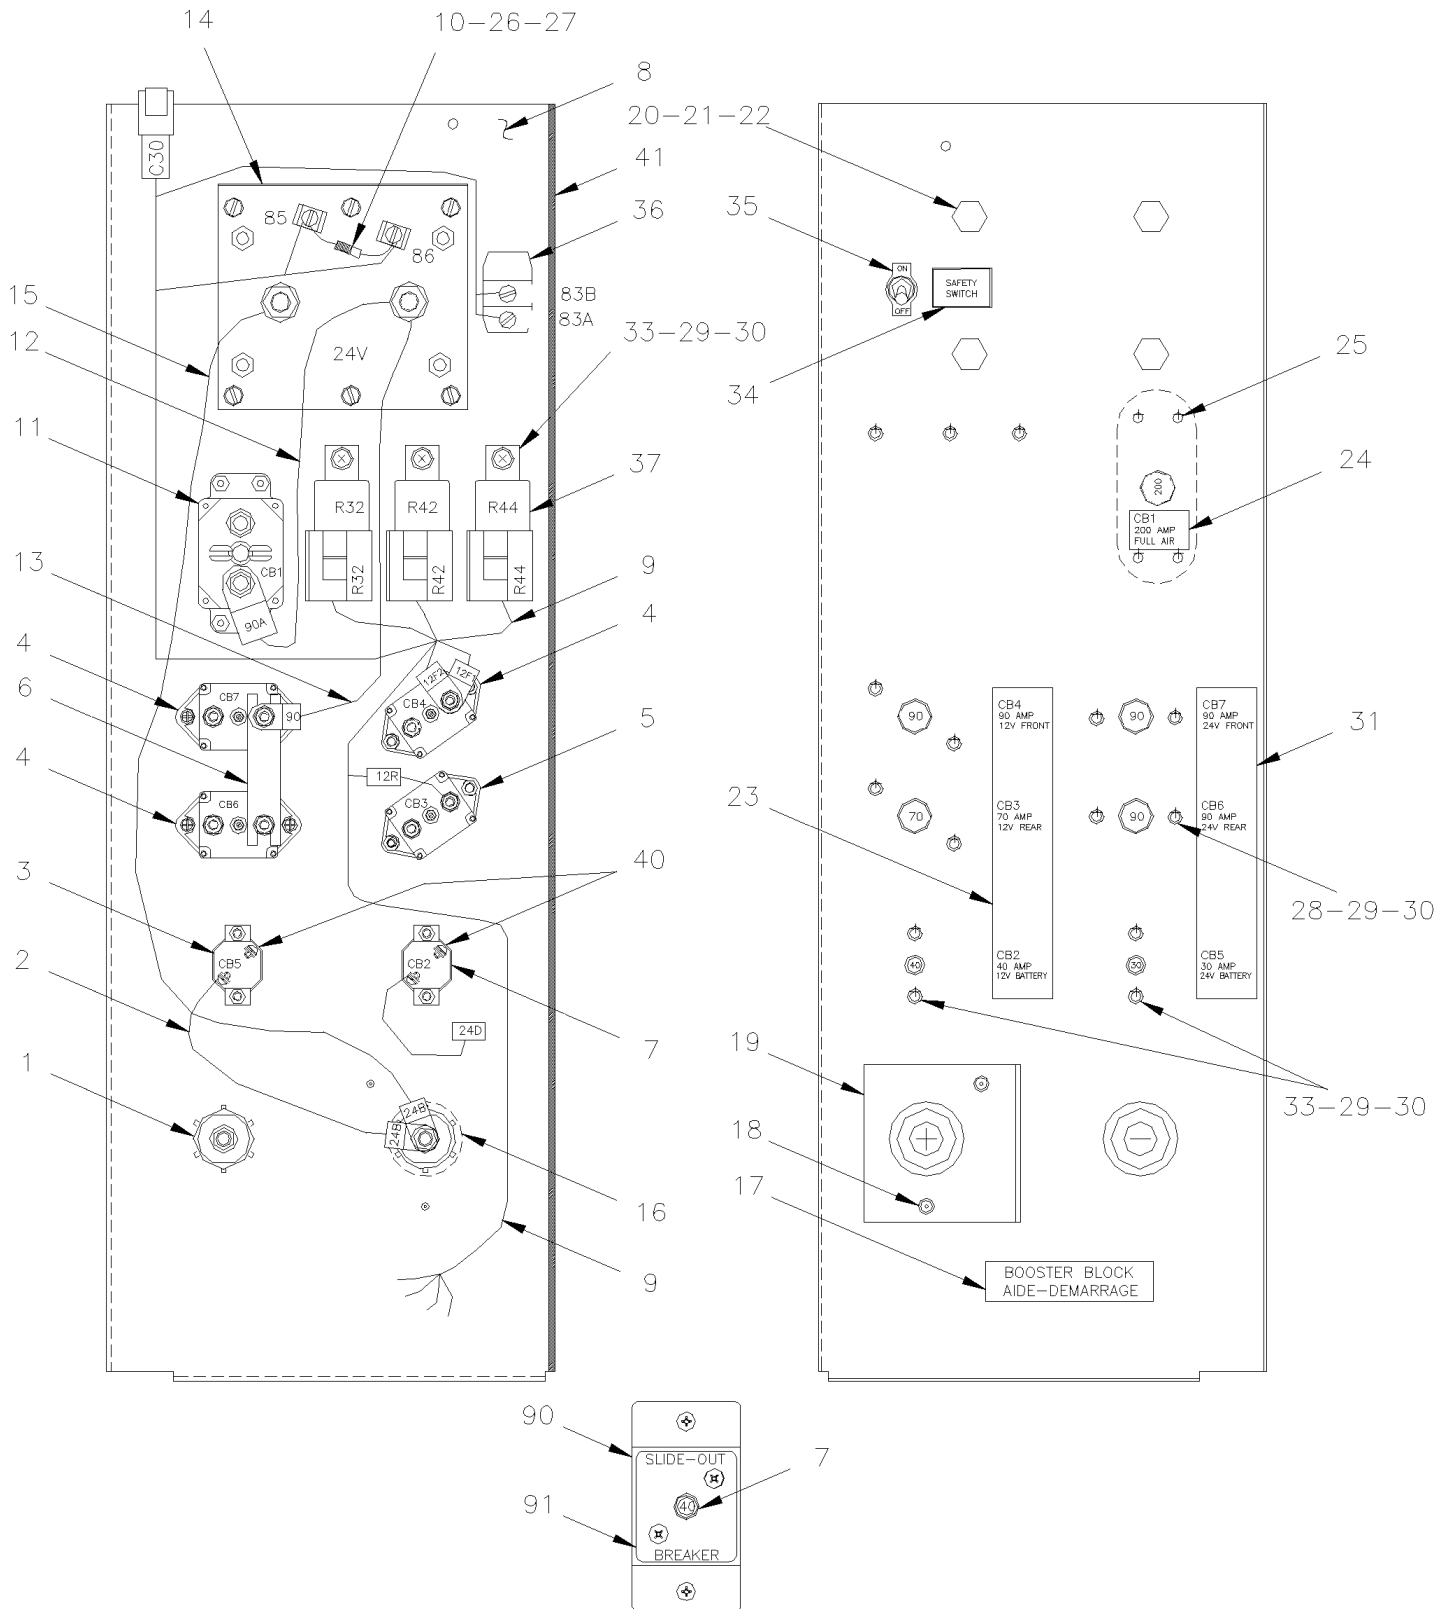 14
10-26-27
8
20-21-22
41
36
35
C30
85
86
83B
83A
24V
15
12
33-29-30
ON
OFF
SAFETY
SWITCH
34
25
11
37
24
R32
R42
R44
R32
R42
R44
CB1
90A
200
CB1
200 AMP
FULL AIR
13
9
4
4
6
CB7
90
12F2
12F1
CB4
5
4
CB6
12R
CB3
90
CB4
90 AMP
12V FRONT
90
CB7
90 AMP
24V FRONT
31
23
70
CB3
70 AMP
12V REAR
90
CB6
90 AMP
24V REAR
28-29-30
3
40
2
CB5
CB2
24D
7
40
CB2
40 AMP
12V BATTERY
30
CB5
30 AMP
24V BATTERY
33-29-30
1
24B
24B
16
9
19
18
17
BOOSTER BLOCK
AIDE-DEMARRAGE
90
SLIDE-OUT
7
40
91
BREAKER